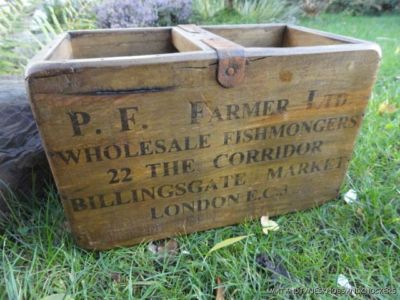 P. F. FARMER LTD.
WHOLESALE FISHMONGERS
22 THE CORRIDOR
BILLINGSGATE MARKET
LONDON E.C.3